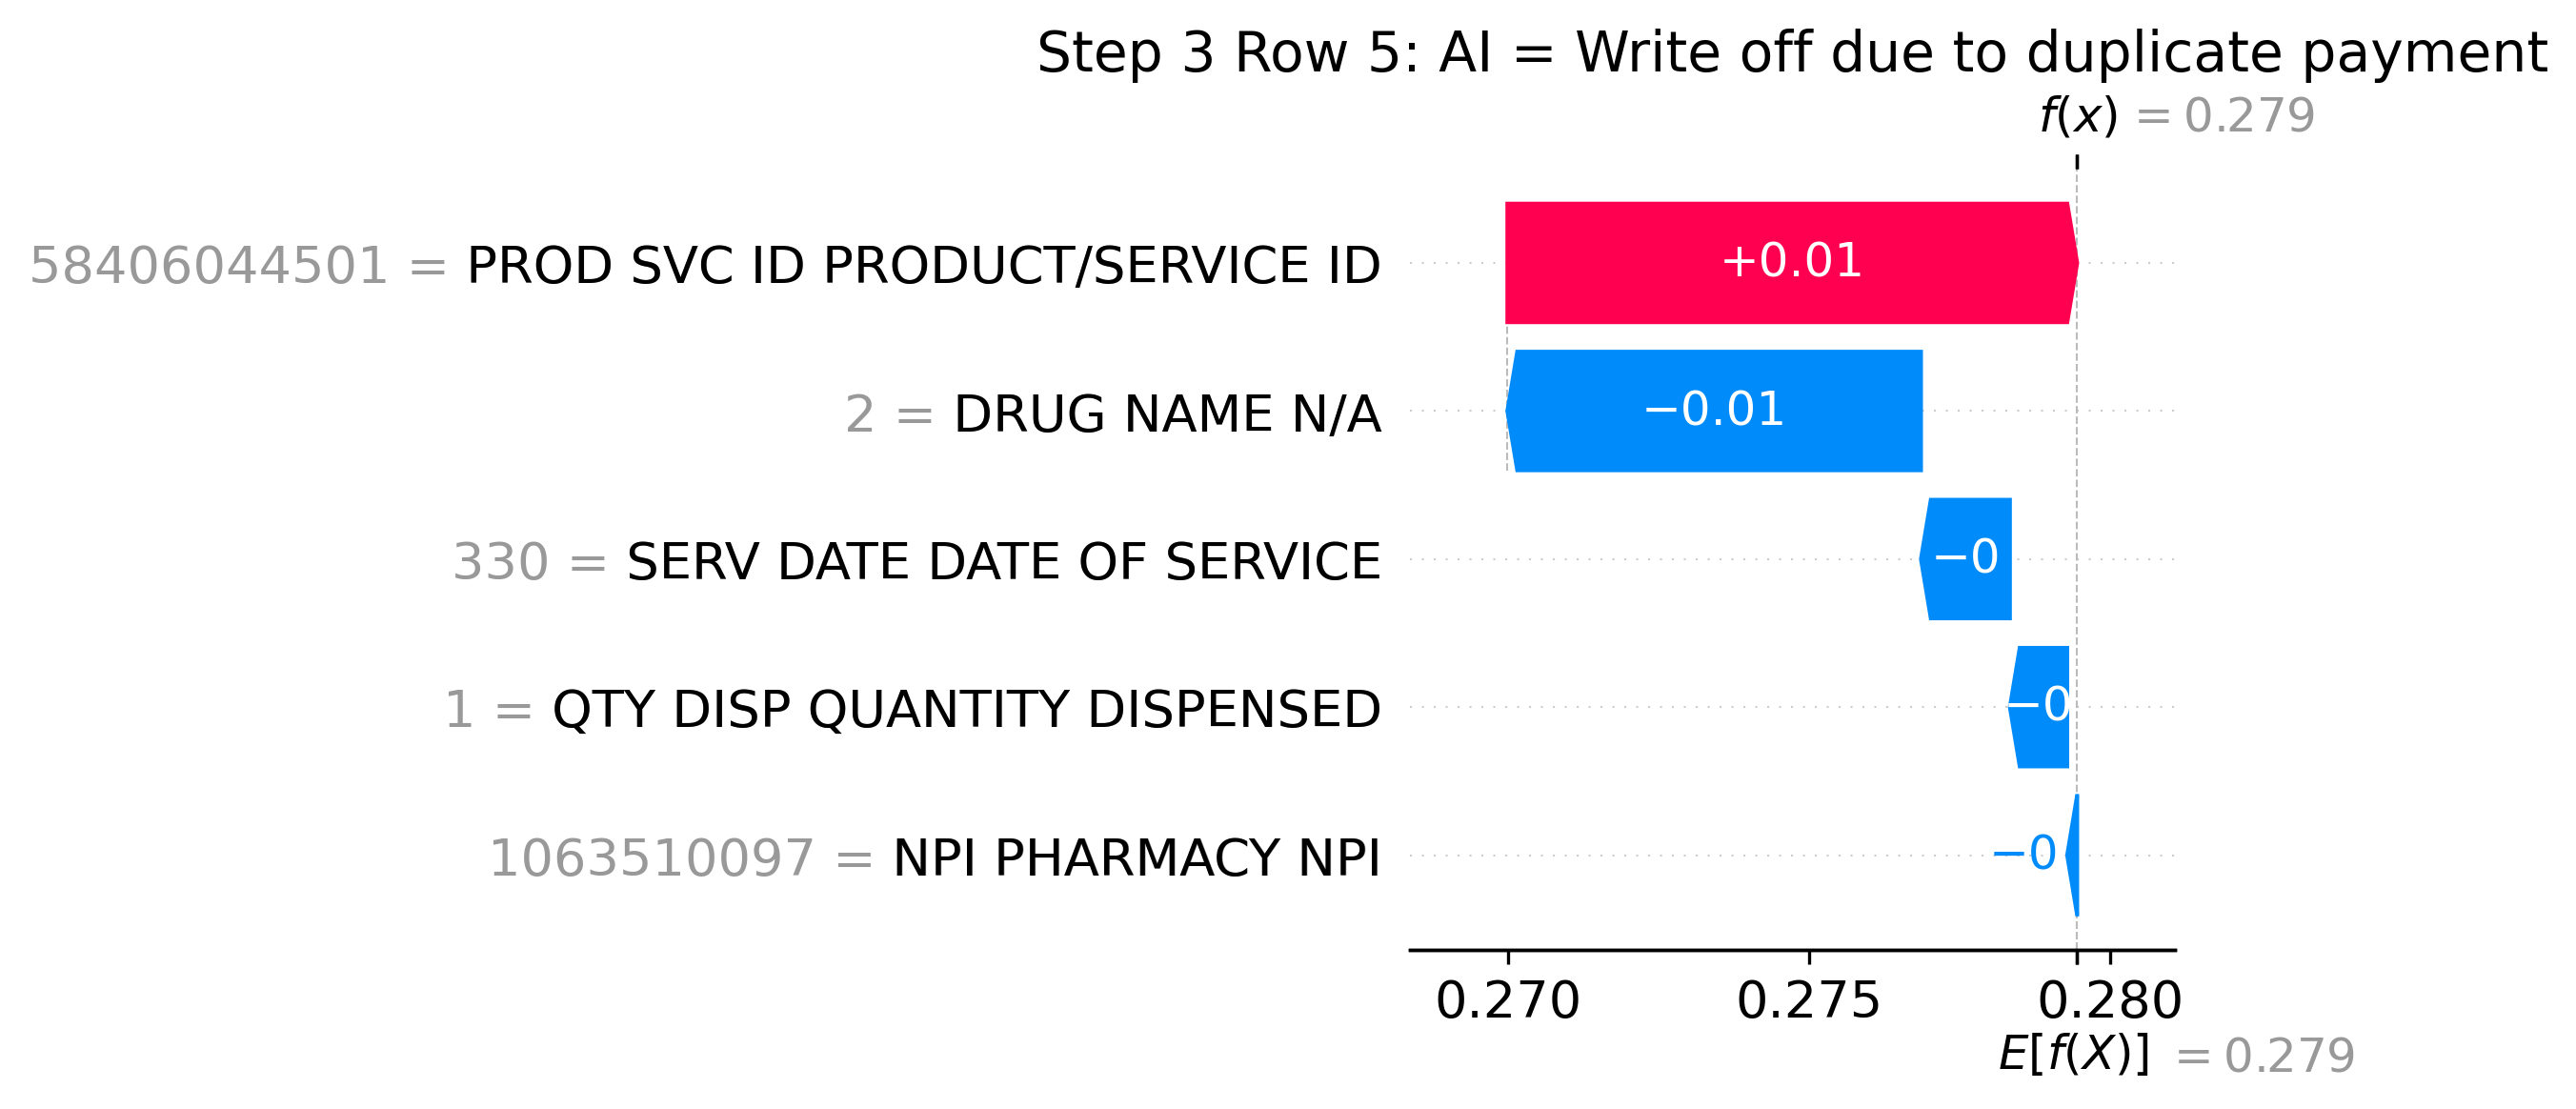 Step 3 Row 5: AI = Write off due to duplicate payment
f(x) = 0.279
58406044501 = PROD SVC ID PRODUCT/SERVICE ID
+0.01
2 = DRUG NAME N/A
−0.01
330 = SERV DATE DATE OF SERVICE
−0
1 = QTY DISP QUANTITY DISPENSED
−0
1063510097 = NPI PHARMACY NPI
−0
0.270 0.275 0.280
E[f(X)] = 0.279